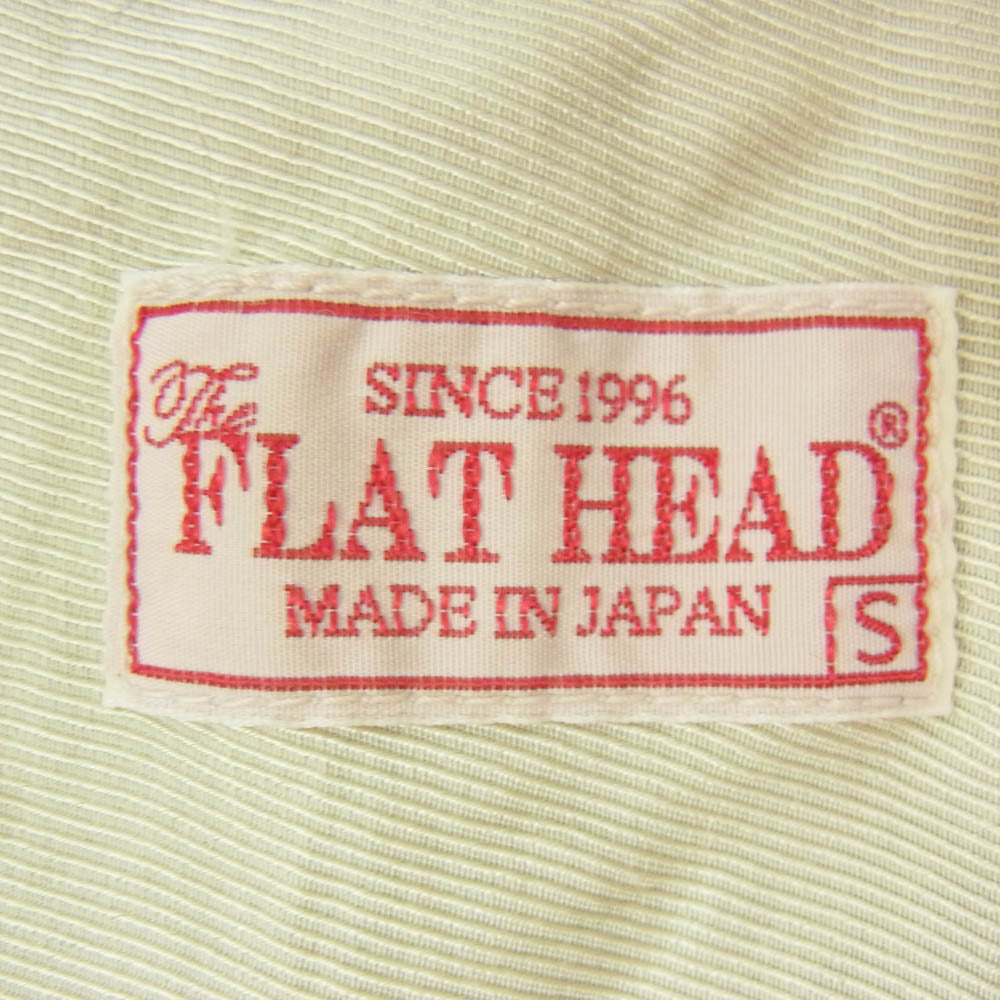 The
SINCE 1996
FLAT HEAD®
MADE IN JAPAN
S